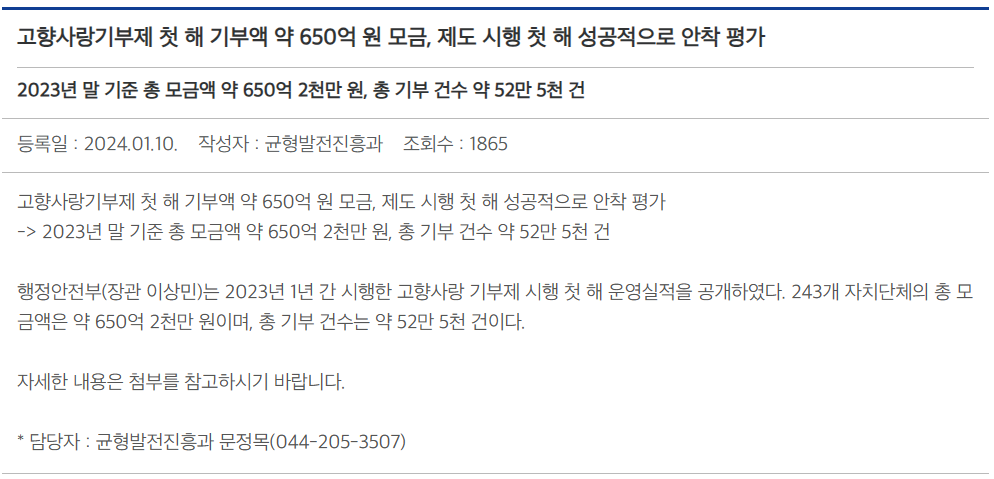 고향사랑기부제 첫 해 기부액 약 650억 원 모금, 제도 시행 첫 해 성공적으로 안착 평가
2023년 말 기준 총 모금액 약 650억 2천만 원, 총 기부 건수 약 52만 5천 건
등록일 : 2024.01.10. 작성자 : 균형발전진흥과 조회수 : 1865
고향사랑기부제 첫 해 기부액 약 650억 원 모금, 제도 시행 첫 해 성공적으로 안착 평가
-> 2023년 말 기준 총 모금액 약 650억 2천만 원, 총 기부 건수 약 52만 5천 건
행정안전부(장관 이상민)는 2023년 1년 간 시행한 고향사랑 기부제 시행 첫 해 운영실적을 공개하였다. 243개 자치단체의 총 모
금액은 약 650억 2천만 원이며, 총 기부 건수는 약 52만 5천 건이다.
자세한 내용은 첨부를 참고하시기 바랍니다.
* 담당자 : 균형발전진흥과 문정목(044-205-3507)